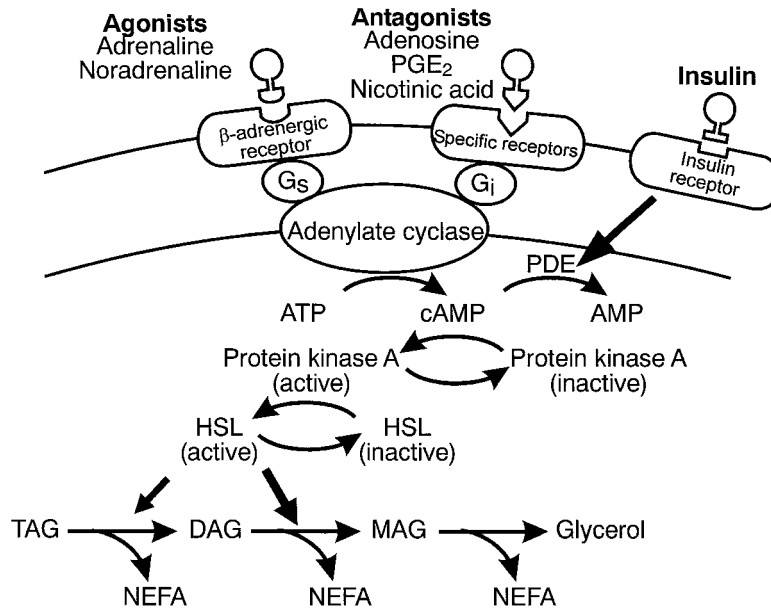 Agonists
Adrenaline
Noradrenaline
Antagonists
Adenosine
PGE₂
Nicotinic acid
Insulin
β-adrenergic
receptor
Specific receptors
Insulin
receptor
Gs
Gi
Adenylate cyclase
PDE
ATP
cAMP
AMP
Protein kinase A
(active)
Protein kinase A
(inactive)
HSL
(active)
HSL
(inactive)
TAG
DAG
MAG
Glycerol
NEFA
NEFA
NEFA